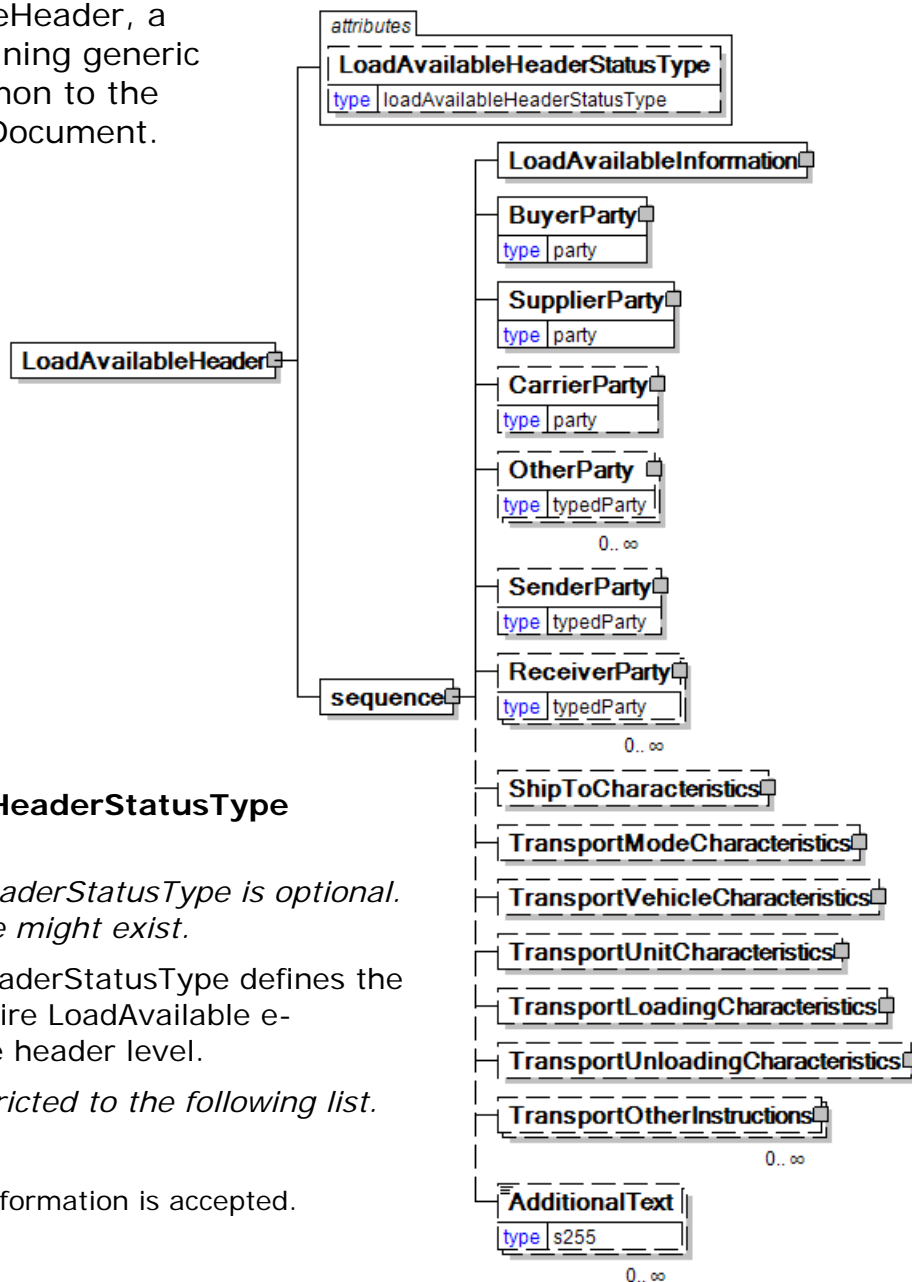 eHeader, a
ning generic
non to the
Document.
HeaderStatusType
aderStatusType is optional.
e might exist.
aderStatusType defines the
ire LoadAvailable e-
e header level.
ricted to the following list.
formation is accepted.
LoadAvailableHeader
attributes
LoadAvailableHeaderStatusType
type loadAvailableHeaderStatusType
sequence
LoadAvailableInformation
BuyerParty
type party
SupplierParty
type party
CarrierParty
type party
OtherParty
type typedParty
0.. ∞
SenderParty
type typedParty
ReceiverParty
type typedParty
0.. ∞
ShipToCharacteristics
TransportModeCharacteristics
TransportVehicleCharacteristics
TransportUnitCharacteristics
TransportLoadingCharacteristics
TransportUnloadingCharacteristics
TransportOtherInstructions
0.. ∞
AdditionalText
type s255
0.. ∞